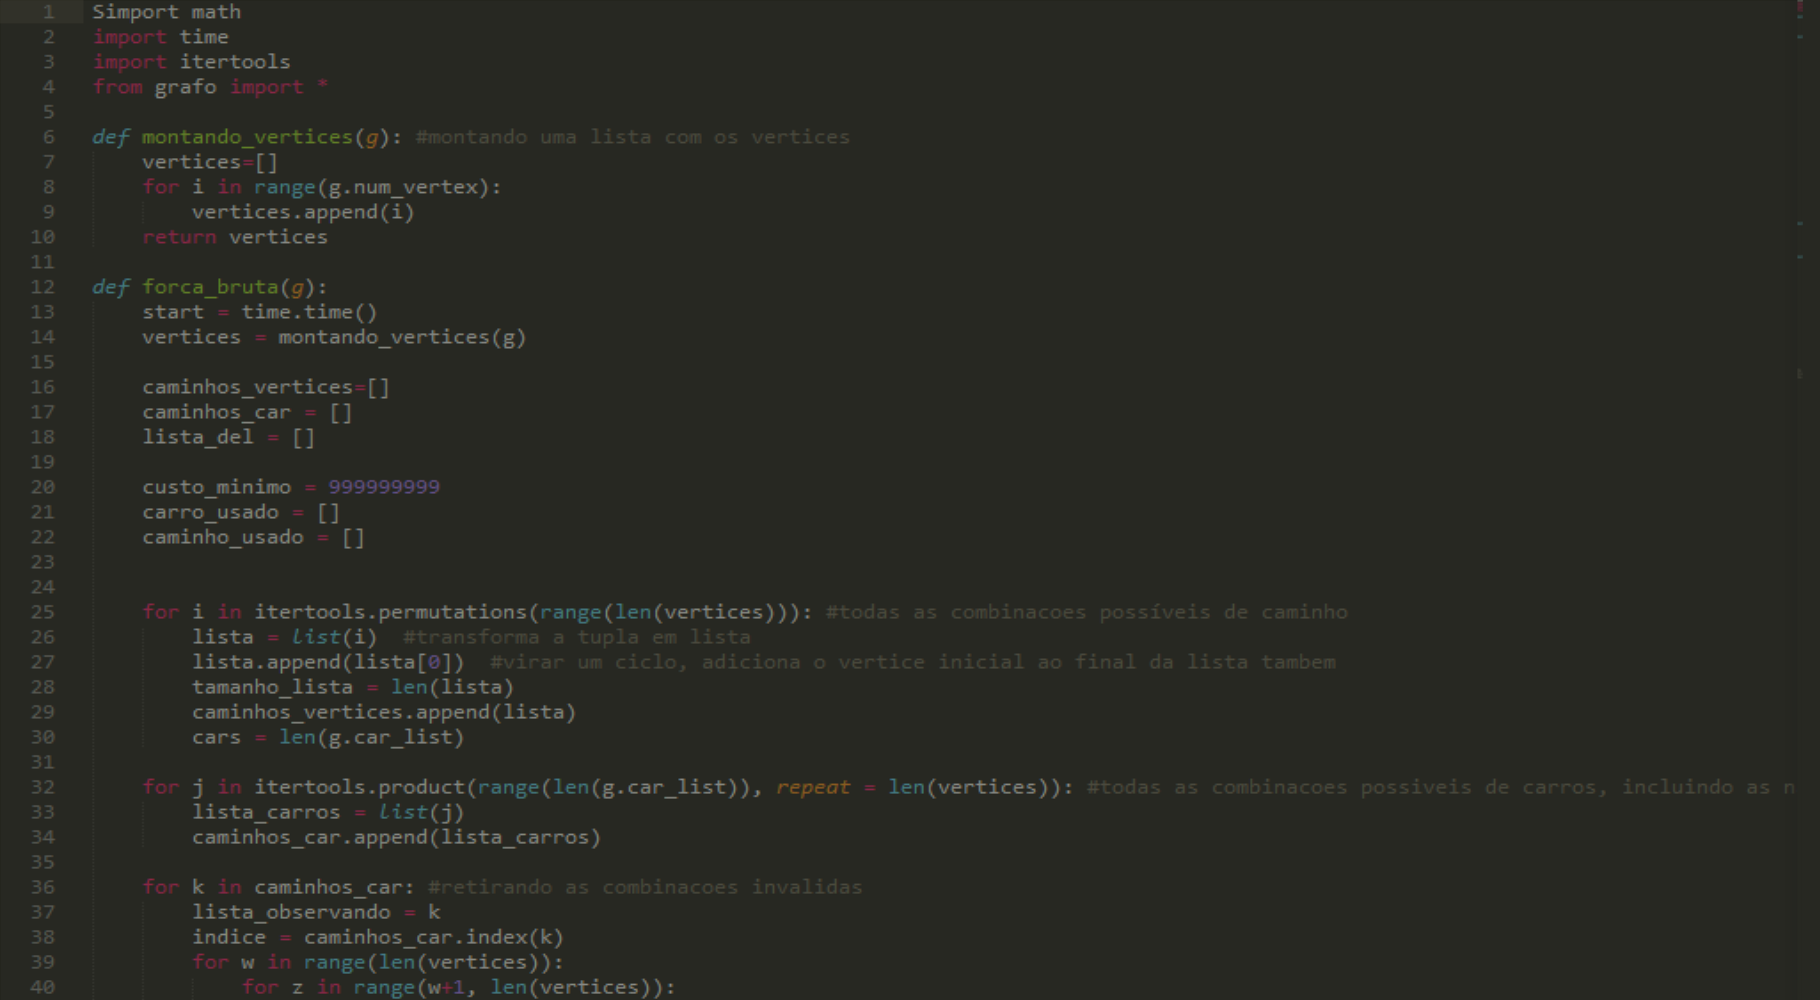 1 Simport math
2 import time
3 import itertools
4 from grafo import *
5
6 def montando_vertices(g): #montando uma lista com os vertices
7     vertices=[]
8     for i in range(g.num_vertex):
9         vertices.append(i)
10     return vertices
11
12 def forca_bruta(g):
13     start = time.time()
14     vertices = montando_vertices(g)
15
16     caminhos_vertices=[]
17     caminhos_car = []
18     lista_del = []
19
20     custo_minimo = 999999999
21     carro_usado = []
22     caminho_usado = []
23
24
25     for i in itertools.permutations(range(len(vertices))): #todas as combinacoes possíveis de caminho
26         lista = list(i)  #transforma a tupla em lista
27         lista.append(lista[0])  #virar um ciclo, adiciona o vertice inicial ao final da lista tambem
28         tamanho_lista = len(lista)
29         caminhos_vertices.append(lista)
30         cars = len(g.car_list)
31
32     for j in itertools.product(range(len(g.car_list)), repeat = len(vertices)): #todas as combinacoes possiveis de carros, incluindo as n
33         lista_carros = list(j)
34         caminhos_car.append(lista_carros)
35
36     for k in caminhos_car: #retirando as combinacoes invalidas
37         lista_observando = k
38         indice = caminhos_car.index(k)
39         for w in range(len(vertices)):
40             for z in range(w+1, len(vertices)):